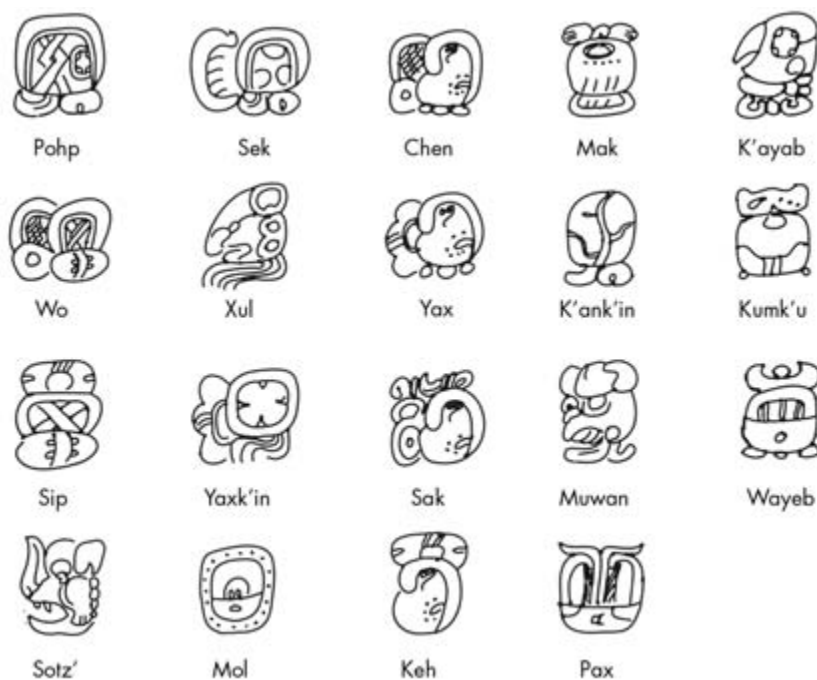 Pohp Sek Chen Mak K'ayab
Wo Xul Yax K'ank'in Kumk'u
Sip Yaxk'in Sak Muwan Wayeb
Sotz' Mol Keh Pax